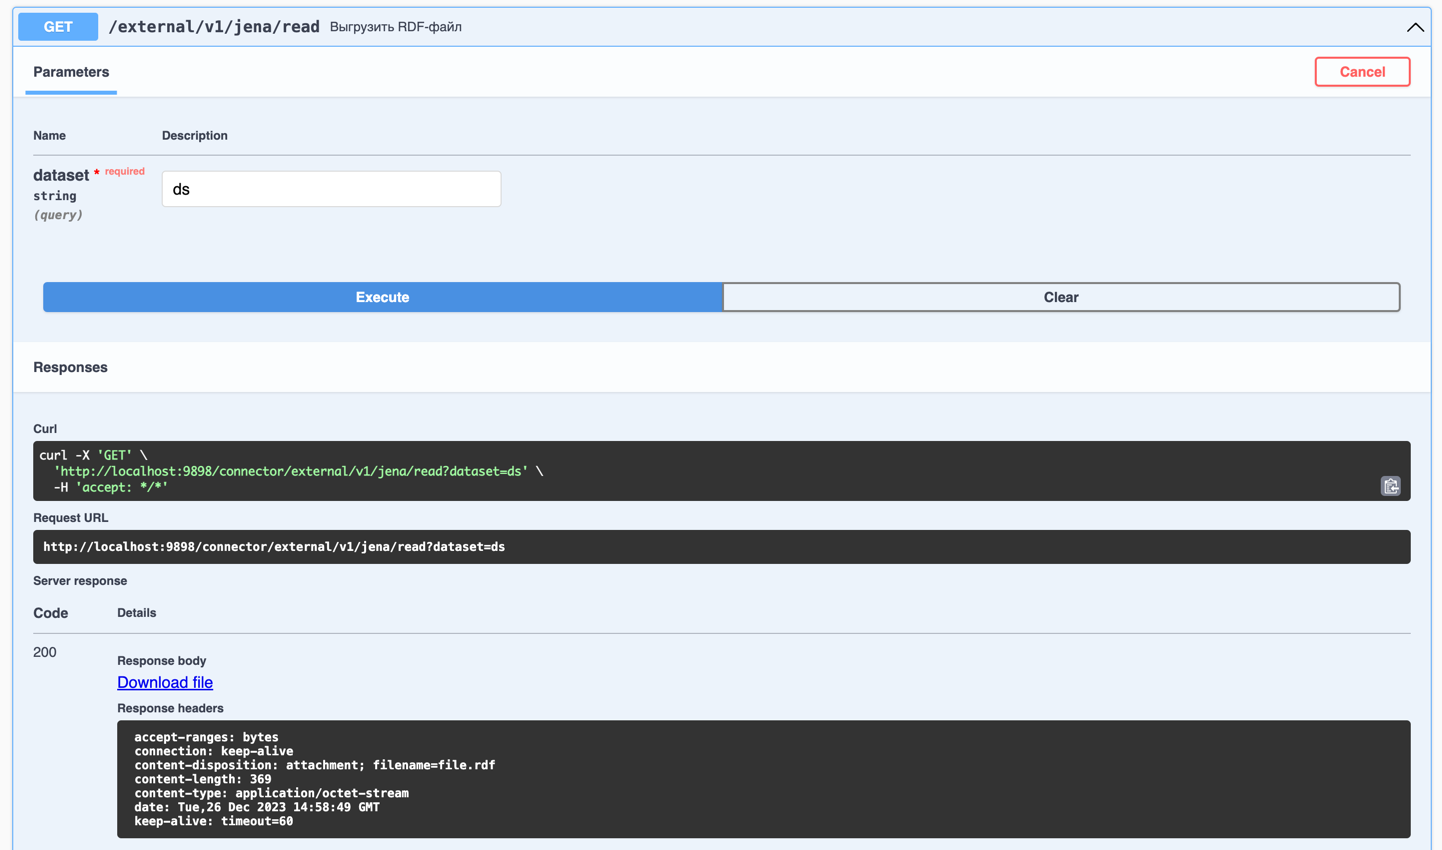 GET /external/v1/jena/read Выгрузить RDF-файл
Parameters
Cancel
Name Description
dataset * required
string
(query)
ds
Execute
Clear
Responses
Curl
curl -X 'GET' \
'http://localhost:9898/connector/external/v1/jena/read?dataset=ds' \
-H 'accept: */*'
Request URL
http://localhost:9898/connector/external/v1/jena/read?dataset=ds
Server response
Code Details
200
Response body
Download file
Response headers
accept-ranges: bytes
connection: keep-alive
content-disposition: attachment; filename=file.rdf
content-length: 369
content-type: application/octet-stream
date: Tue,26 Dec 2023 14:58:49 GMT
keep-alive: timeout=60